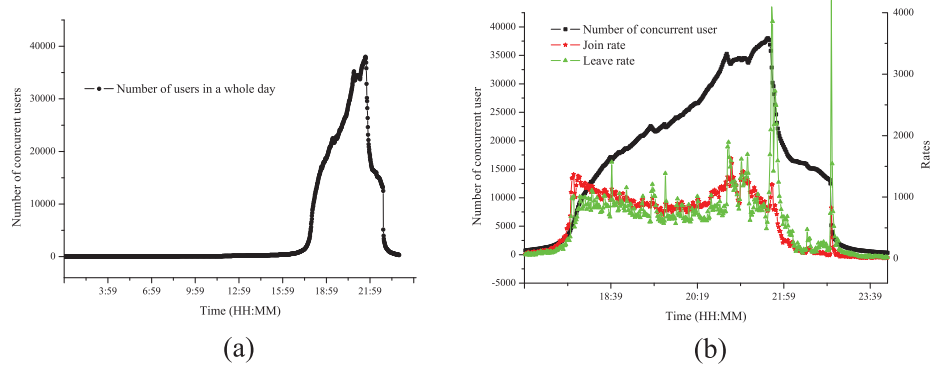 40000
30000
20000
10000
0
Number of concurent users
Number of users in a whole day
3:59 6:59 9:59 12:59 15:59 18:59 21:59
Time (HH:MM)
(a)
40000
35000
30000
25000
20000
15000
10000
5000
0
-5000
Number of concurrent user
Number of concurrent user
Join rate
Leave rate
4000
3000
2000
1000
0
Rates
18:39 20:19 21:59 23:39
Time (HH:MM)
(b)